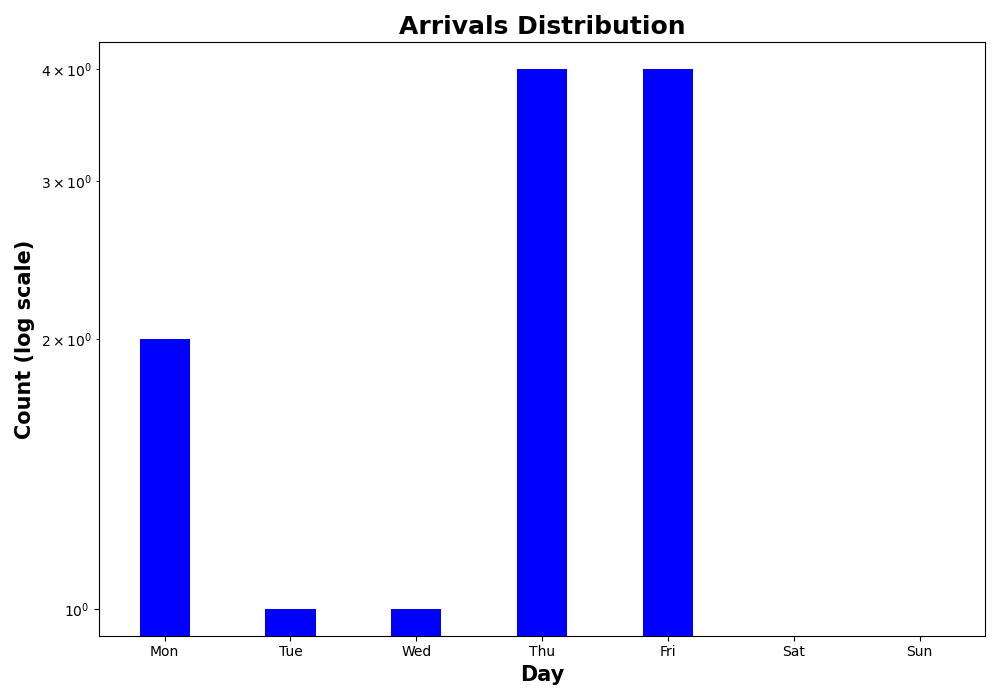 Arrivals Distribution
4 × 10⁰
3 × 10⁰
2 × 10⁰
10⁰
Count (log scale)
Mon Tue Wed Thu Fri Sat Sun
Day